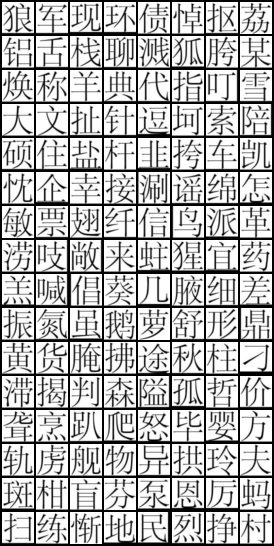 狼军现环债悼抠荔
铝舌栈聊溅狐胯某
焕称羊典代指叮雪
大文扯针逗坷索陪
硕住盐杆韭挎车凯
忱企幸接涮谣绵怎
敏票翅纤信鸟派革
涝吱敞来蛀猩宜药
羔喊倡葵几腋细差
振氮虽鹅萝舒形鼎
黄货腌拂途秋柱刁
滞揭判森隘孤哲价
聋烹趴爬怒毕婴方
轨虏舰物异拱玲夫
斑柑盲芬泵恩厉蚂
扫练惭地民烈挣村